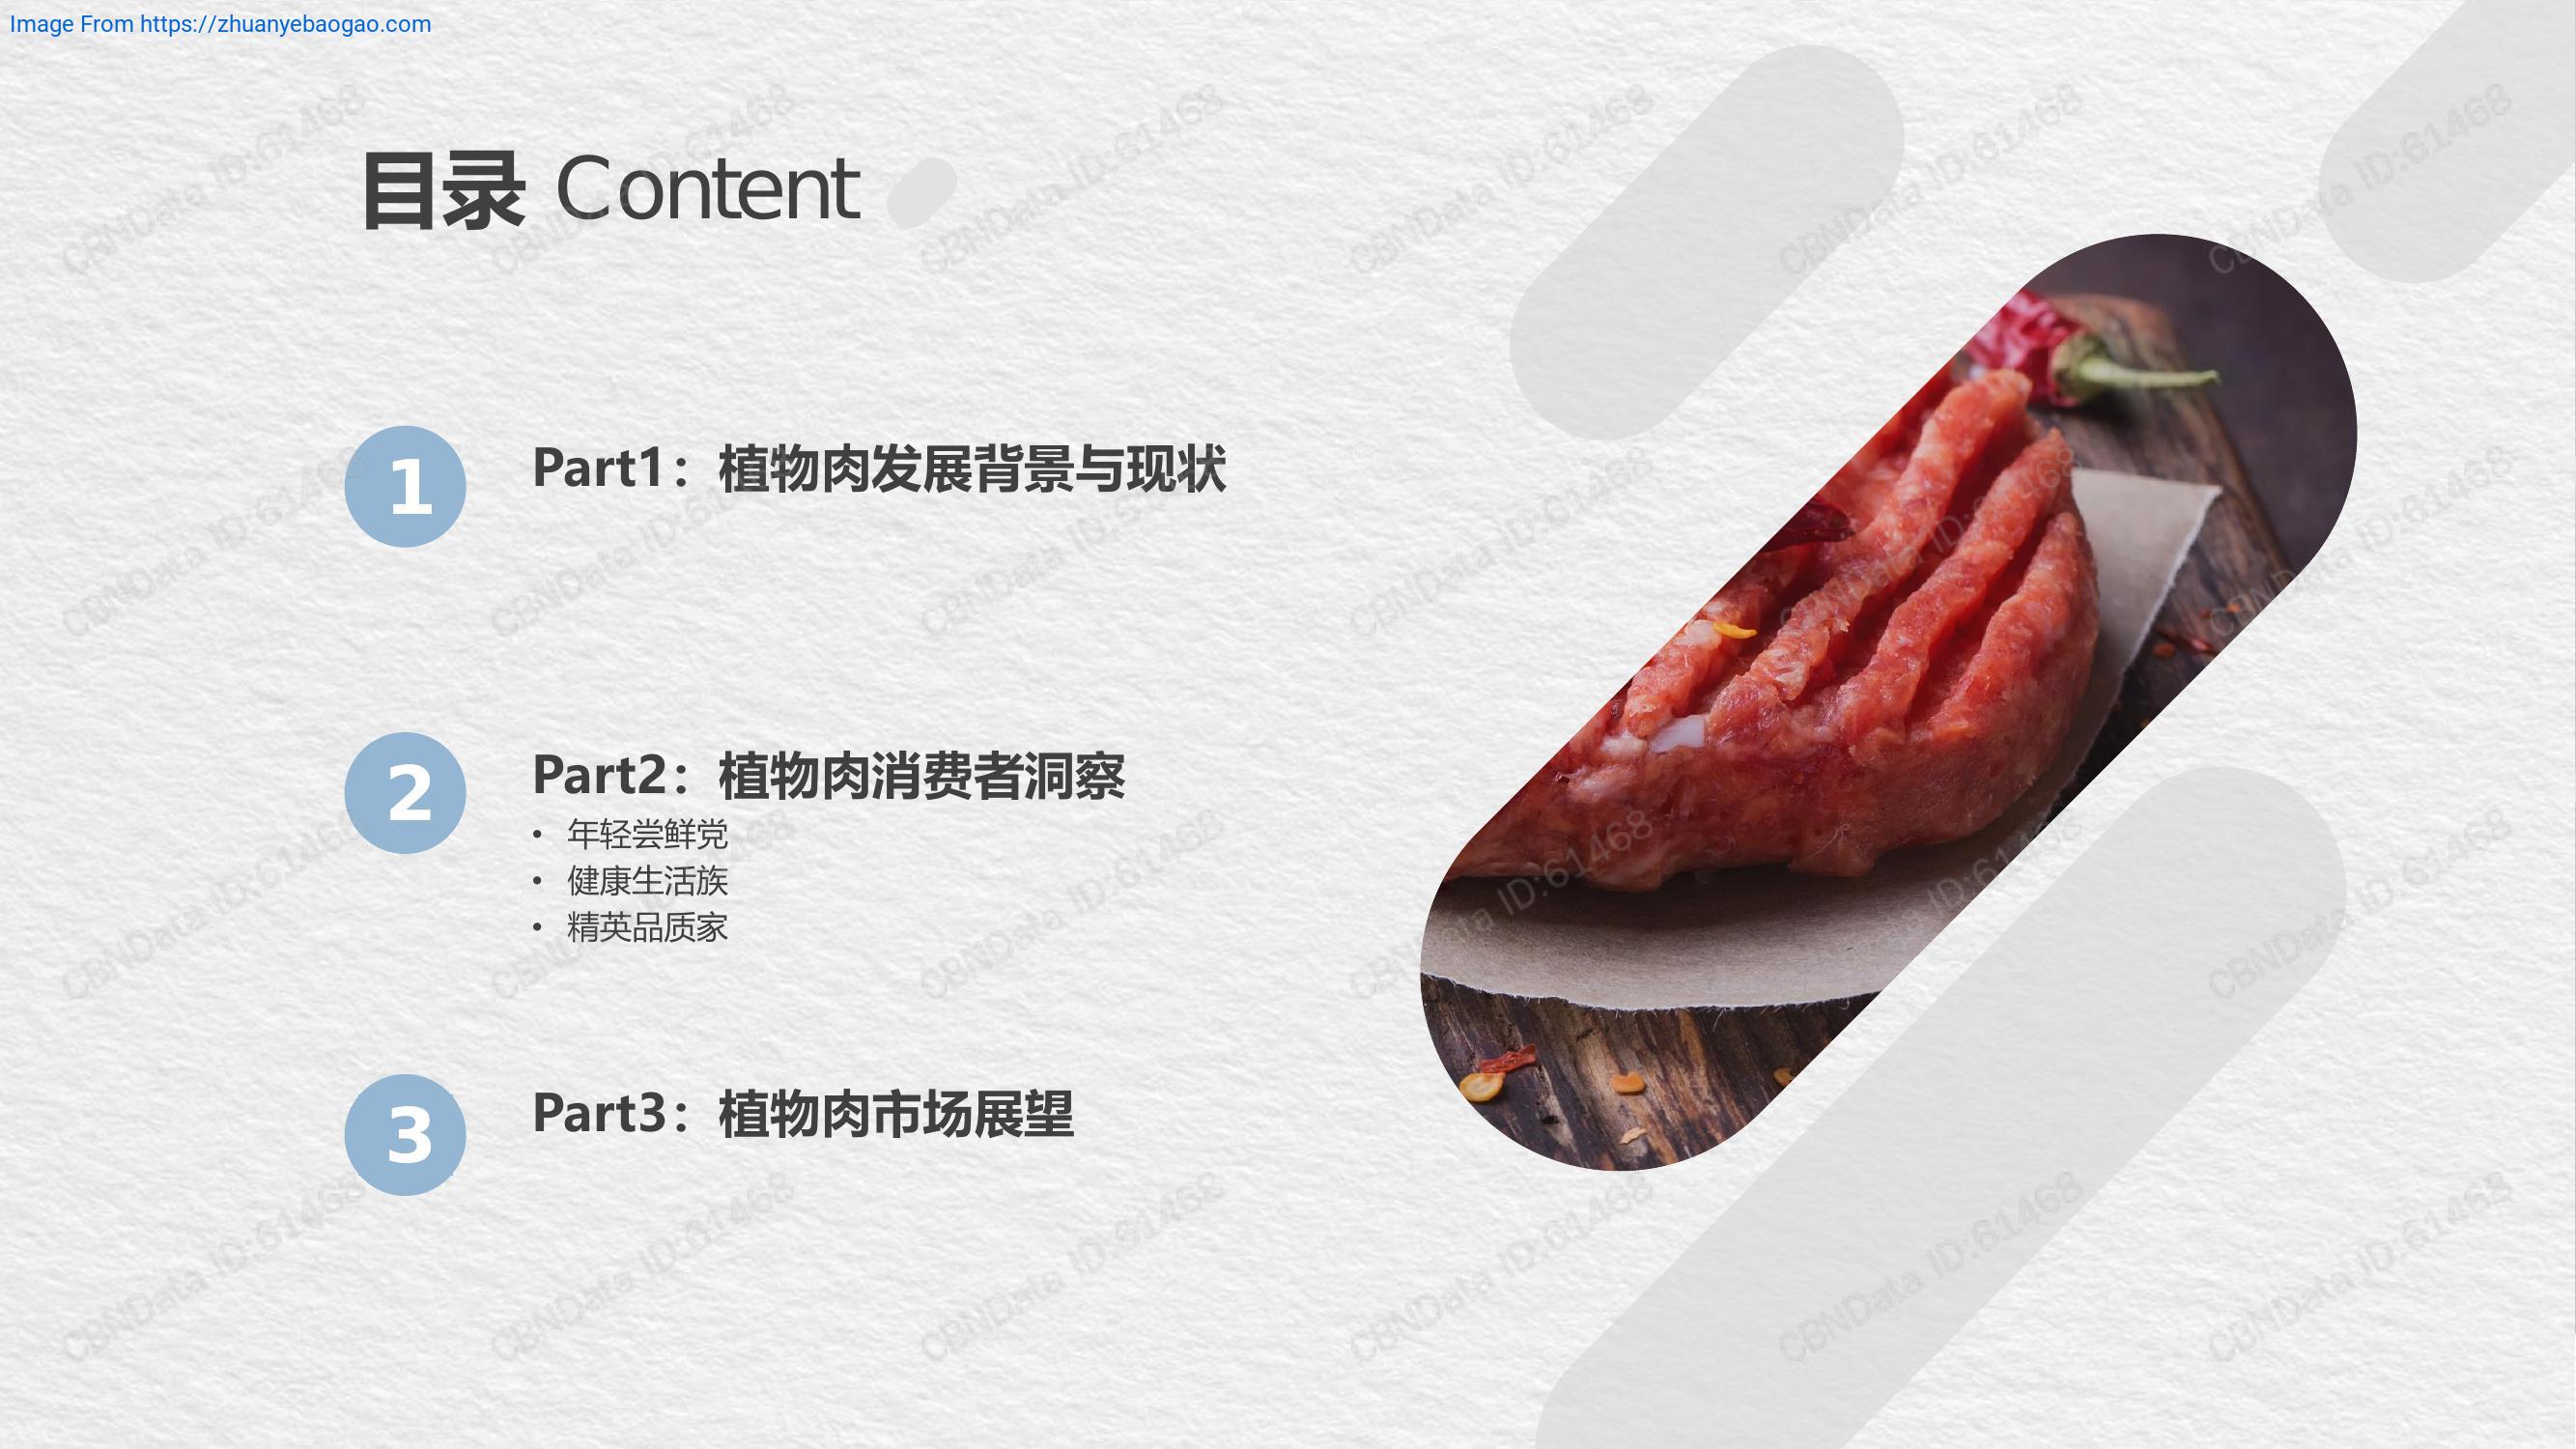 Image From https://zhuanyebaogao.com
目录 Content
1
Part1：植物肉发展背景与现状
2
Part2：植物肉消费者洞察
• 年轻尝鲜党
• 健康生活族
• 精英品质家
3
Part3：植物肉市场展望
CBNData ID:61468